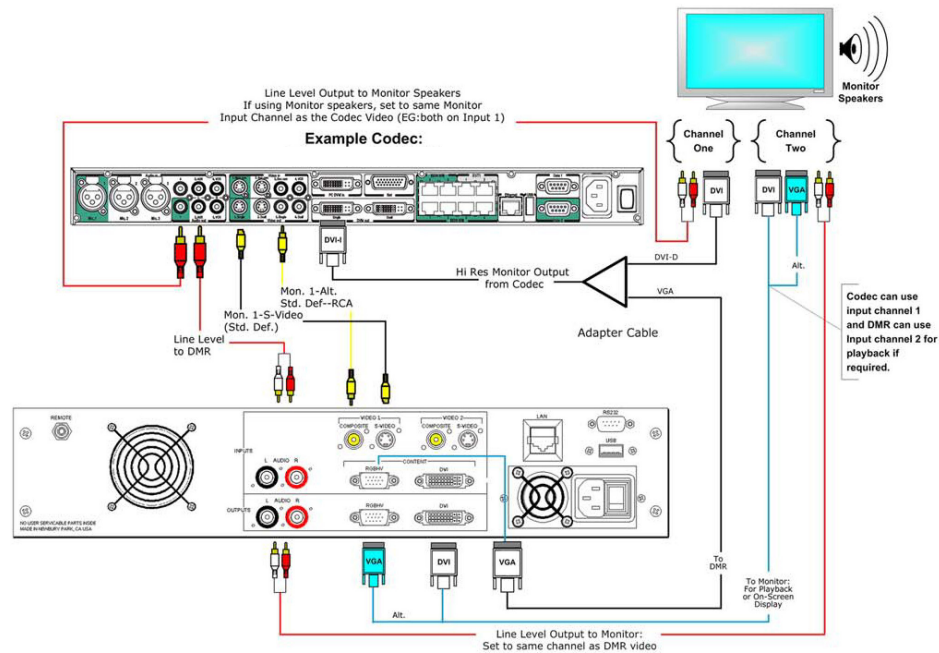 Line Level Output to Monitor Speakers
If using Monitor speakers, set to same Monitor
Input Channel as the Codec Video (EG:both on Input 1)
Example Codec:
Monitor
Speakers
Channel
One
Channel
Two
DVI
DVI
VGA
DVI-I
DVI-D
Alt.
Hi Res Monitor Output
from Codec
VGA
Adapter Cable
Codec can use
input channel 1
and DMR can use
Input channel 2 for
playback if
required.
Mon. 1-Alt.
Std. Def--RCA
Mon. 1-S-Video
(Std. Def.)
Line Level
to DMR
REMOTE
VIDEO 1
VIDEO 2
COMPOSITE
S-VIDEO
COMPOSITE
S-VIDEO
LAN
RS232
USB
INPUTS
L AUDIO R
CONTENT
RGBHV
DVI
OUTPUTS
L AUDIO R
RGBHV
DVI
NO USER SERVICABLE PARTS INSIDE
MADE IN NEWBURY PARK, CA USA
VGA
DVI
VGA
To
DMR
To Monitor:
For Playback
or On-Screen
Display
Alt.
Line Level Output to Monitor:
Set to same channel as DMR video